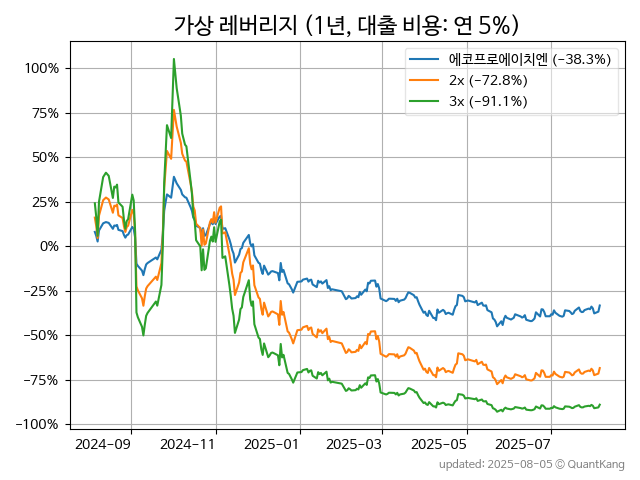 가상 레버리지 (1년, 대출 비용: 연 5%)
에코프로에이치엔 (-38.3%)
2x (-72.8%)
3x (-91.1%)
100%
75%
50%
25%
0%
-25%
-50%
-75%
-100%
2024-09 2024-11 2025-01 2025-03 2025-05 2025-07
updated: 2025-08-05 © QuantKang